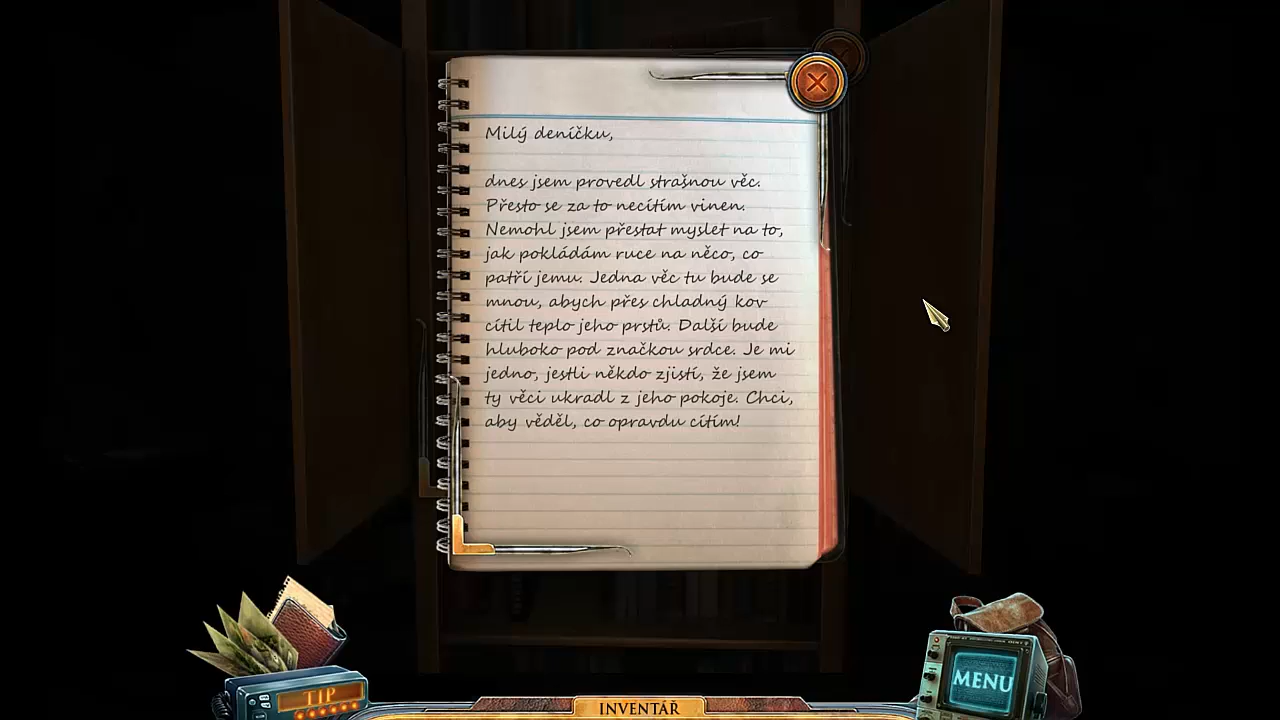 Milý deníčku,
dnes jsem provedl strašnou věc.
Přesto se za to necítím vinen.
Nemohl jsem přestat myslet na to,
jak pokládám ruce na něco, co
patří jemu. Jedna věc tu bude se
mnou, abych přes chladný kov
cítil teplo jeho prstů. Další bude
hluboko pod značkou srdce. Je mi
jedno, jestli někdo zjistí, že jsem
ty věci ukradl z jeho pokoje. Chci,
aby věděl, co opravdu cítím!
TIP
INVENTÁŘ
MENU